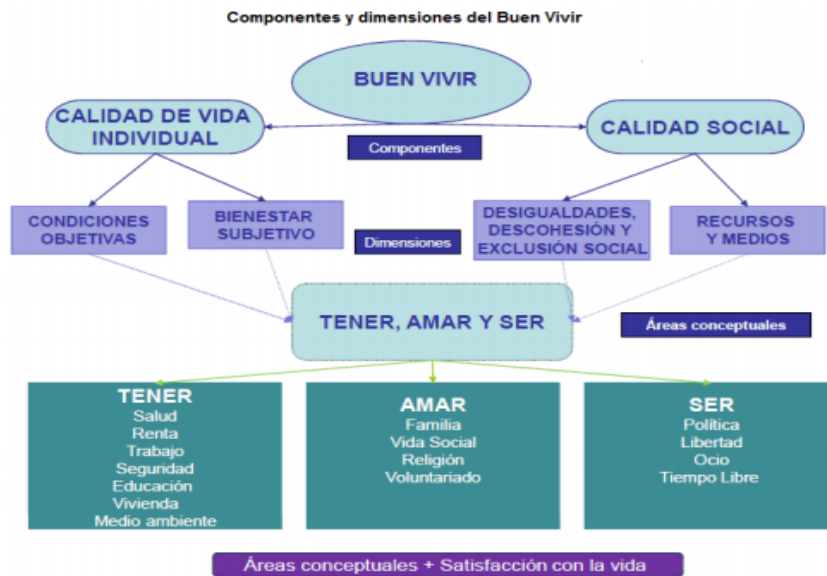 Componentes y dimensiones del Buen Vivir
BUEN VIVIR
CALIDAD DE VIDA
INDIVIDUAL
CALIDAD SOCIAL
Componentes
CONDICIONES
OBJETIVAS
BIENESTAR
SUBJETIVO
Dimensiones
DESIGUALDADES,
DESCOHESIÓN Y
EXCLUSIÓN SOCIAL
RECURSOS
Y MEDIOS
TENER, AMAR Y SER
Áreas conceptuales
TENER
Salud
Renta
Trabajo
Seguridad
Educación
Vivienda
Medio ambiente
AMAR
Familia
Vida Social
Religión
Voluntariado
SER
Política
Libertad
Ocio
Tiempo Libre
Áreas conceptuales + Satisfacción con la vida